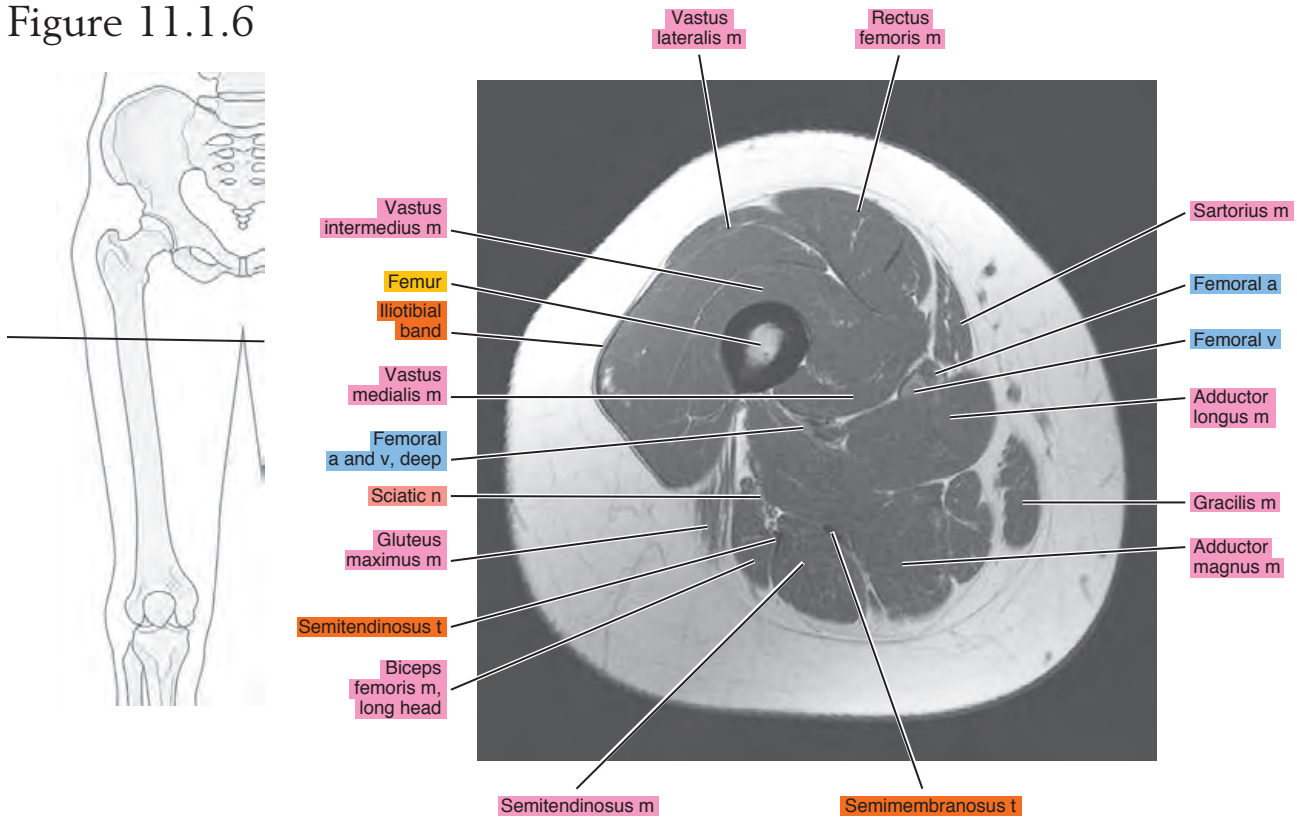 Figure 11.1.6
Vastus
lateralis m
Rectus
femoris m
Vastus
intermedius m
Femur
Iliotibial
band
Vastus
medialis m
Femoral
a and v, deep
Sciatic n
Gluteus
maximus m
Semitendinosus t
Biceps
femoris m,
long head
Semitendinosus m
Semimembranosus t
Sartorius m
Femoral a
Femoral v
Adductor
longus m
Gracilis m
Adductor
magnus m